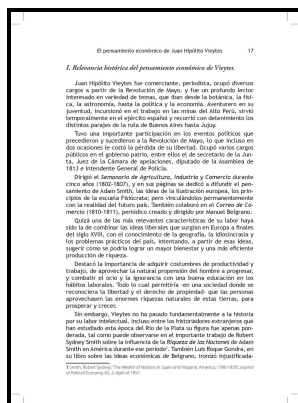 El pensamiento económico de Juan Hipólito Vieytes 17
I. Relevancia histórica del pensamiento económico de Vieytes.
Juan Hipólito Vieytes fue comerciante, periodista, ocupó diversos
cargos a partir de la Revolución de Mayo, y fue un profundo lector
interesado en variedad de temas, que iban desde la botánica, la físi-
ca, la astronomía, hasta la política y la economía. Aventurero en su
juventud, incursionó en el trabajo en las minas del Alto Perú, sirvió
temporalmente en el ejército español y recorrió con detenimiento los
distintos parajes de la ruta de Buenos Aires hasta Jujuy.
Tuvo una importante participación en los eventos políticos que
precedieron y sucedieron a la Revolución de Mayo, lo que incluso en
dos ocasiones le costó la pérdida de su libertad. Ocupó varios cargos
públicos en el gobierno patrio, entre ellos el de secretario de la Jun-
ta, Juez de la Cámara de apelaciones, diputado de la Asamblea de
1813 e Intendente General de Policía.
Dirigió el Semanario de Agricultura, Industria y Comercio durante
cinco años (1802-1807), y en sus páginas se dedicó a difundir el pen-
samiento de Adam Smith, las ideas de la ilustración europea, los prin-
cipios de la escuela Fisiócrata; pero vinculándolos permanentemente
con la realidad del futuro país. También colaboró en el Correo de Co-
mercio (1810-1811), periódico creado y dirigido por Manuel Belgrano.
Quizá una de las más relevantes características de su labor haya
sido la de combinar las ideas liberales que surgían en Europa a finales
del siglo XVIII, con el conocimiento de la geografía, la idiosincrasia y
los problemas prácticos del país, intentando, a partir de esas ideas,
sugerir cómo se podría lograr un mayor bienestar y una más eficiente
producción de riqueza.
Destacó la importancia de adquirir costumbres de productividad y
trabajo, de aprovechar la natural propensión del hombre a progresar,
y combatir el ocio y la ignorancia con una buena educación en los
hábitos laborales. Todo lo cual permitiría -en una sociedad donde se
reconociera la libertad y el derecho de propiedad- que las personas
aprovechasen las enormes riquezas naturales de estas tierras, para
prosperar y crecer.
Sin embargo, Vieytes no ha pasado fundamentalmente a la historia
por su labor intelectual. Incluso entre los historiadores extranjeros que
han estudiado esta época del Río de la Plata su figura fue apenas pon-
derada, tal como puede observarse en el importante trabajo de Robert
Sydney Smith sobre la influencia de la Riqueza de las Naciones de Adam
Smith en América durante ese período¹. También Luis Roque Gondra, en
su libro sobre las ideas económicas de Belgrano, ironizó injustificada-
1 Smith, Robert Sydney. "The Wealth of Nations in Spain and Hispanic America, 1780-1830", Journal
of Political Economy, 65, 2, April of 1957.